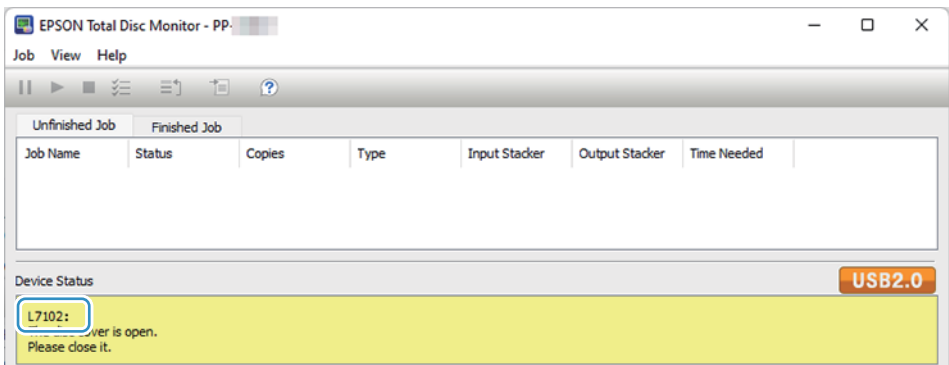 EPSON Total Disc Monitor - PP-
Job View Help
Unfinished Job Finished Job
Job Name Status Copies Type Input Stacker Output Stacker Time Needed
Device Status USB2.0
L7102:
disc cover is open.
Please close it.